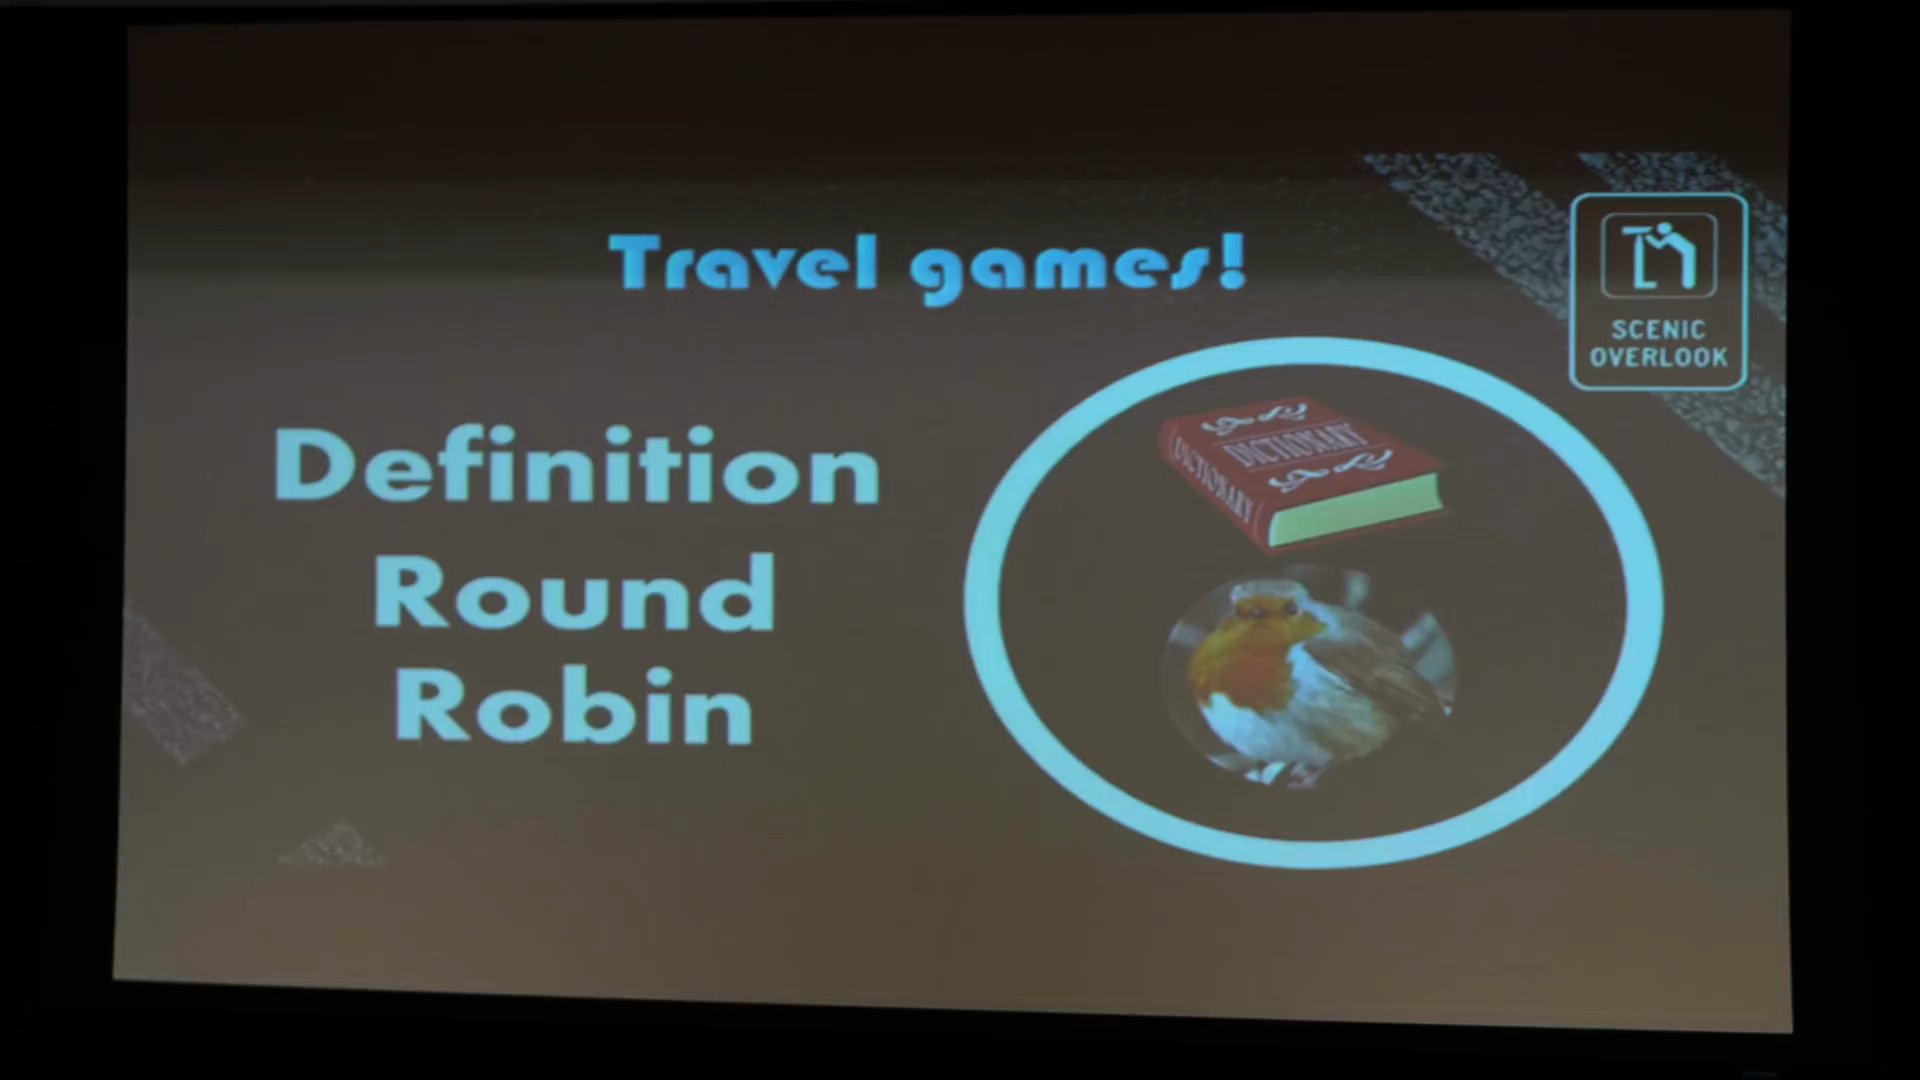 Travel games!
SCENIC
OVERLOOK
Definition
Round
Robin
DICTIONARY
DICTIONARY